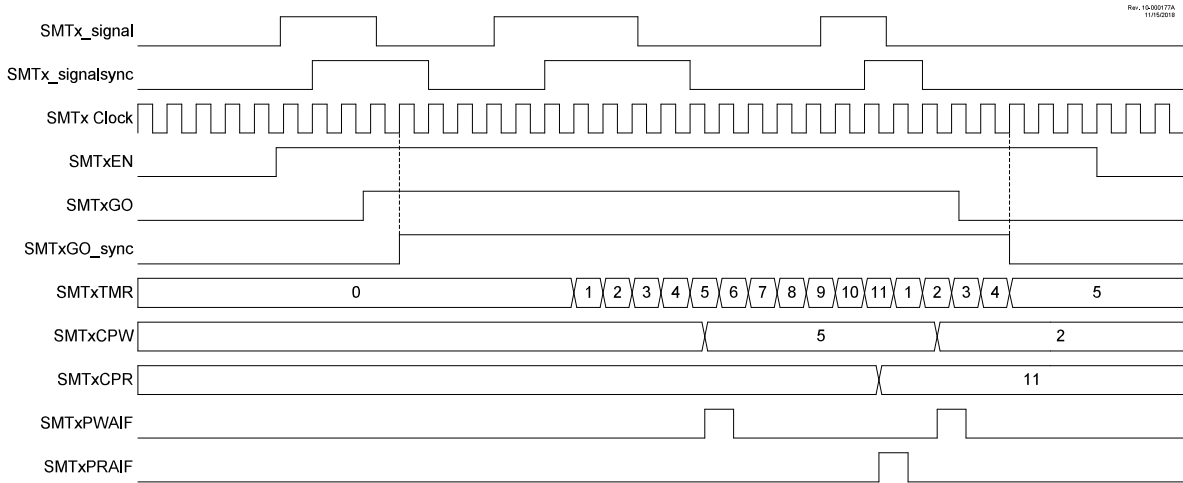 Rev. 10-000177A
11/15/2018
SMTx_signal
SMTx_signalsync
SMTx Clock
SMTxEN
SMTxGO
SMTxGO_sync
SMTxTMR 0 1 2 3 4 5 6 7 8 9 10 11 1 2 3 4 5
SMTxCPW 5 2
SMTxCPR 11
SMTxPWAIF
SMTxPRAIF